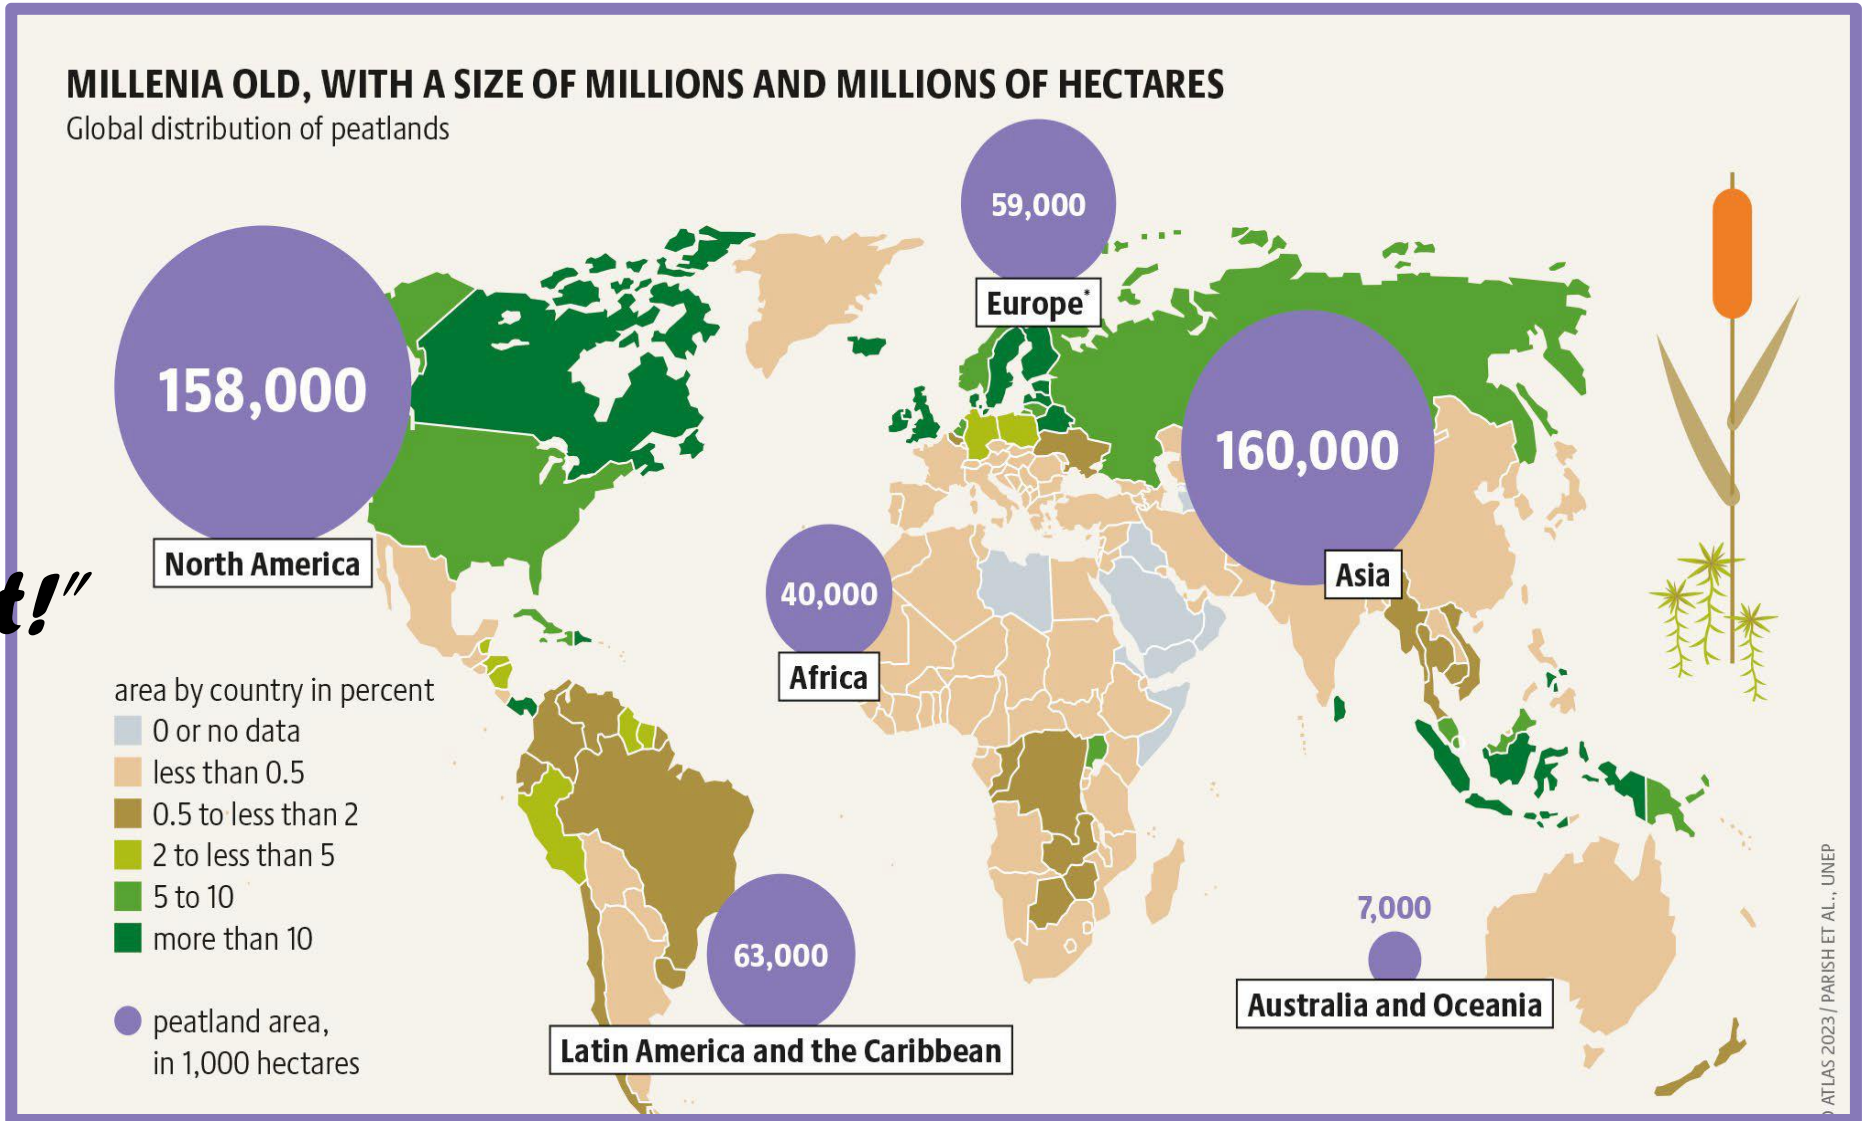 MILLENIA OLD, WITH A SIZE OF MILLIONS AND MILLIONS OF HECTARES
Global distribution of peatlands
59,000
Europe*
158,000
North America
160,000
Asia
t!”
40,000
Africa
area by country in percent
0 or no data
less than 0.5
0.5 to less than 2
2 to less than 5
5 to 10
more than 10
peatland area,
in 1,000 hectares
63,000
Latin America and the Caribbean
7,000
Australia and Oceania
ATLAS 2023 / PARISH ET AL., UNEP